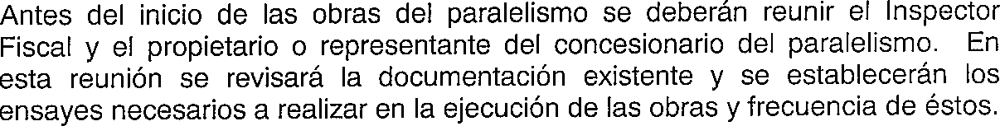 Antes del inicio de las obras del paralelismo se deberán reunir el Inspector
Fiscal y el propietario o representante del concesionario del paralelismo. En
esta reunión se revisará la documentación existente y se establecerán los
ensayes necesarios a realizar en la ejecución de las obras y frecuencia de éstos.